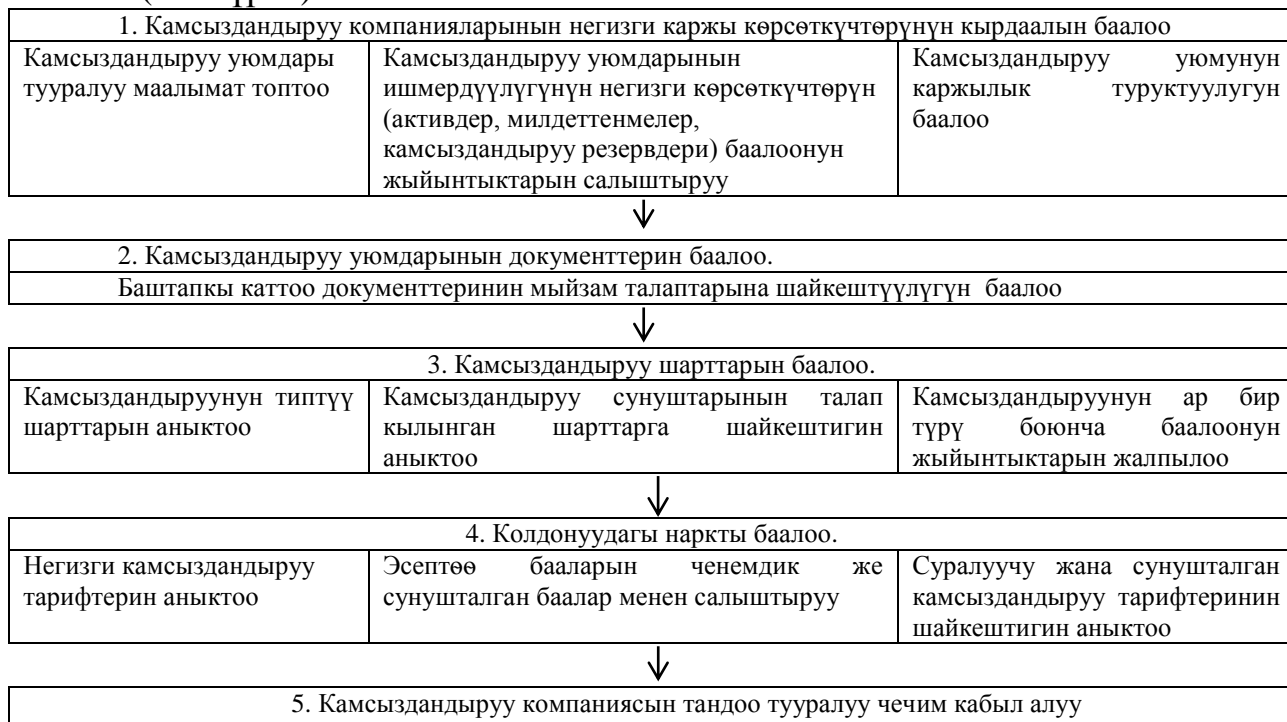 1. Камсыздандыруу компанияларынын негизги каржы көрсөткүчтөрүнүн кырдаалын баалоо
Камсыздандыруу уюмдары
тууралуу маалымат топтоо
Камсыздандыруу уюмдарынын
ишмердүүлүгүнүн негизги көрсөткүчтөрүн
(активдер, милдеттенмелер,
камсыздандыруу резервдери) баалоонун
жыйынтыктарын салыштыруу
Камсыздандыруу уюмунун
каржылык туруктуулугун
баалоо
2. Камсыздандыруу уюмдарынын документтерин баалоо.
Баштапкы каттоо документтеринин мыйзам талаптарына шайкештүүлүгүн баалоо
3. Камсыздандыруу шарттарын баалоо.
Камсыздандыруунун типтүү
шарттарын аныктоо
Камсыздандыруу сунуштарынын талап
кылынган шарттарга шайкештигин
аныктоо
Камсыздандыруунун ар бир
түрү боюнча баалоонун
жыйынтыктарын жалпылоо
4. Колдонуудагы наркты баалоо.
Негизги камсыздандыруу
тарифтерин аныктоо
Эсептөө бааларын ченемдик же
сунушталган баалар менен салыштыруу
Суралуучу жана сунушталган
камсыздандыруу тарифтеринин
шайкештигин аныктоо
5. Камсыздандыруу компаниясын тандоо тууралуу чечим кабыл алуу